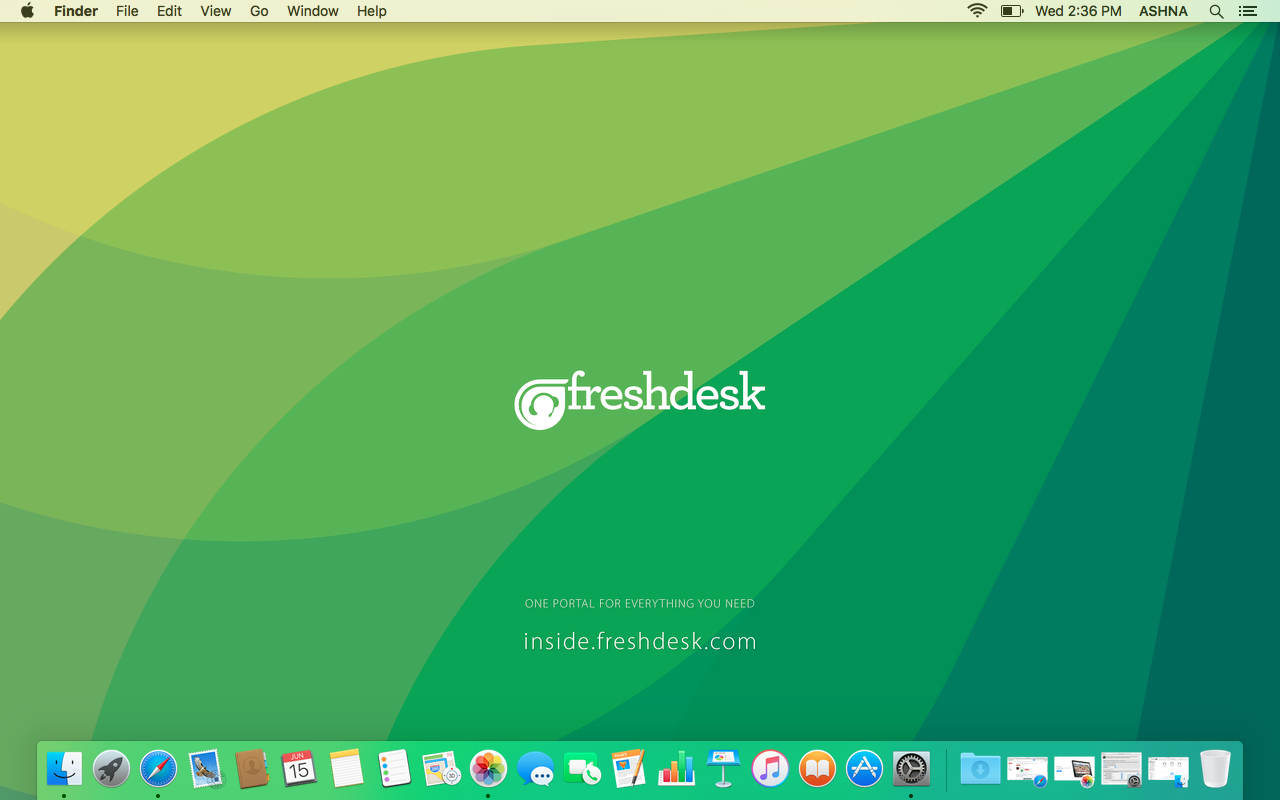 Finder File Edit View Go Window Help Wed 2:36 PM ASHNA
freshdesk
ONE PORTAL FOR EVERYTHING YOU NEED
inside.freshdesk.com
JUN
15